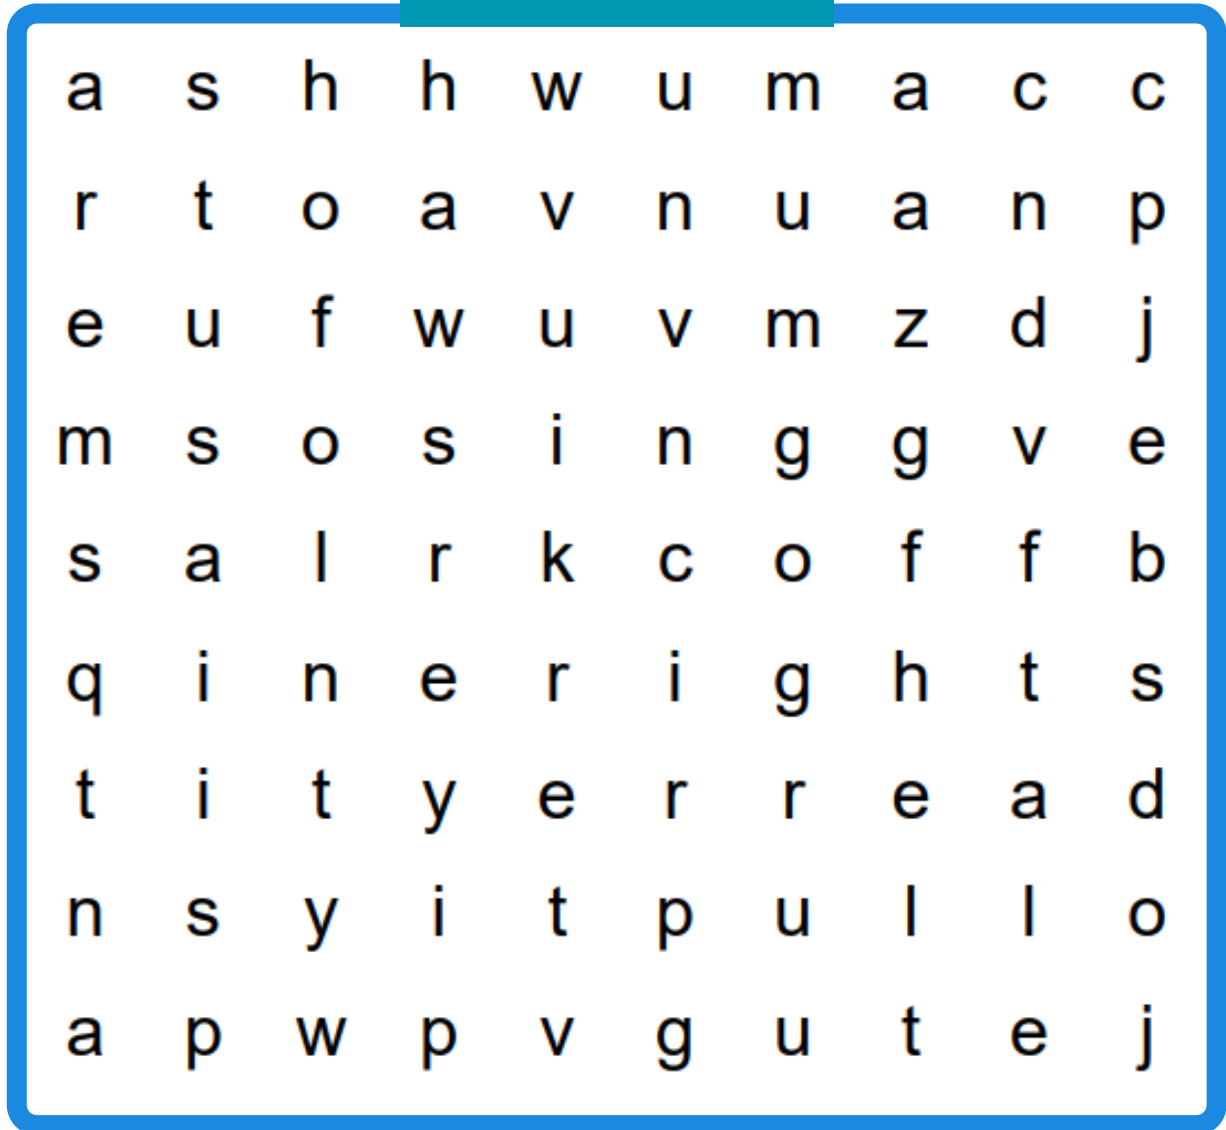 a s h h w u m a c c
r t o a v n u a n p
e u f w u v m z d j
m s o s i n g g v e
s a l r k c o f f b
q i n e r i g h t s
t i t y e r r e a d
n s y i t p u l l o
a p w p v g u t e j